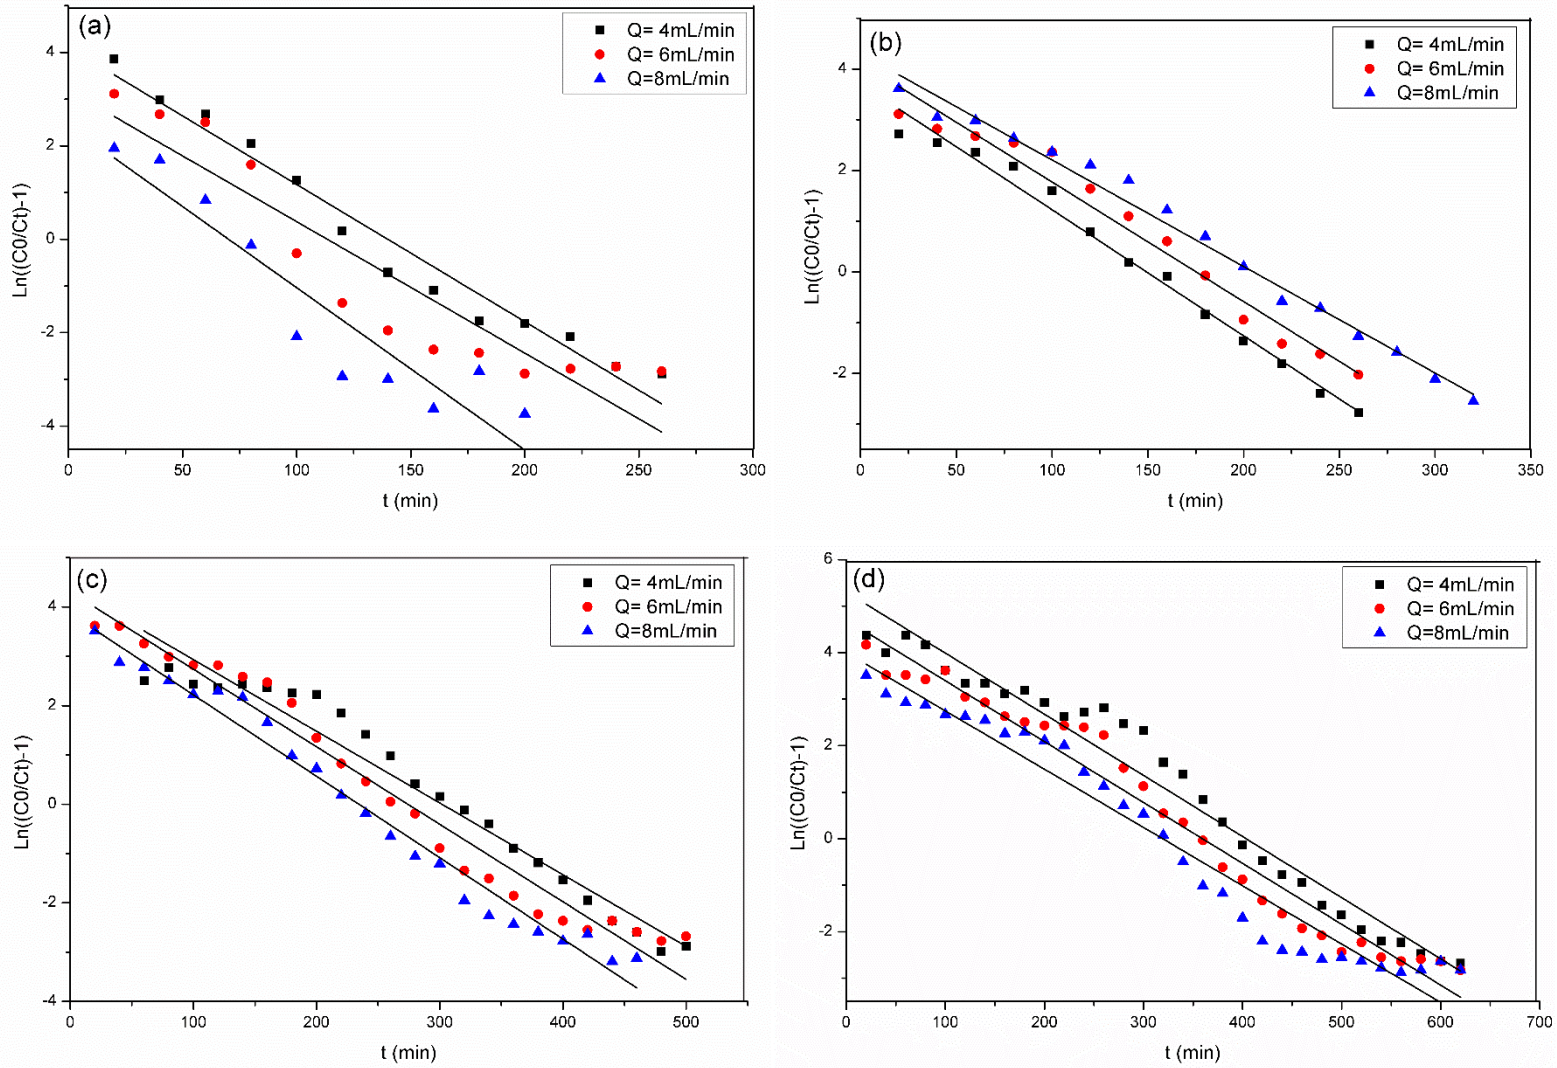 (a)
Q= 4mL/min
Q= 6mL/min
Q=8mL/min
4
2
0
-2
-4
Ln((C0/Ct)-1)
0 50 100 150 200 250 300
t (min)
(b)
Q= 4mL/min
Q= 6mL/min
Q=8mL/min
4
2
0
-2
Ln((C0/Ct)-1)
0 50 100 150 200 250 300 350
t (min)
(c)
Q= 4mL/min
Q= 6mL/min
Q=8mL/min
4
2
0
-2
-4
Ln((C0/Ct)-1)
0 100 200 300 400 500
t (min)
(d)
Q= 4mL/min
Q= 6mL/min
Q=8mL/min
6
4
2
0
-2
Ln((C0/Ct)-1)
0 100 200 300 400 500 600 700
t (min)